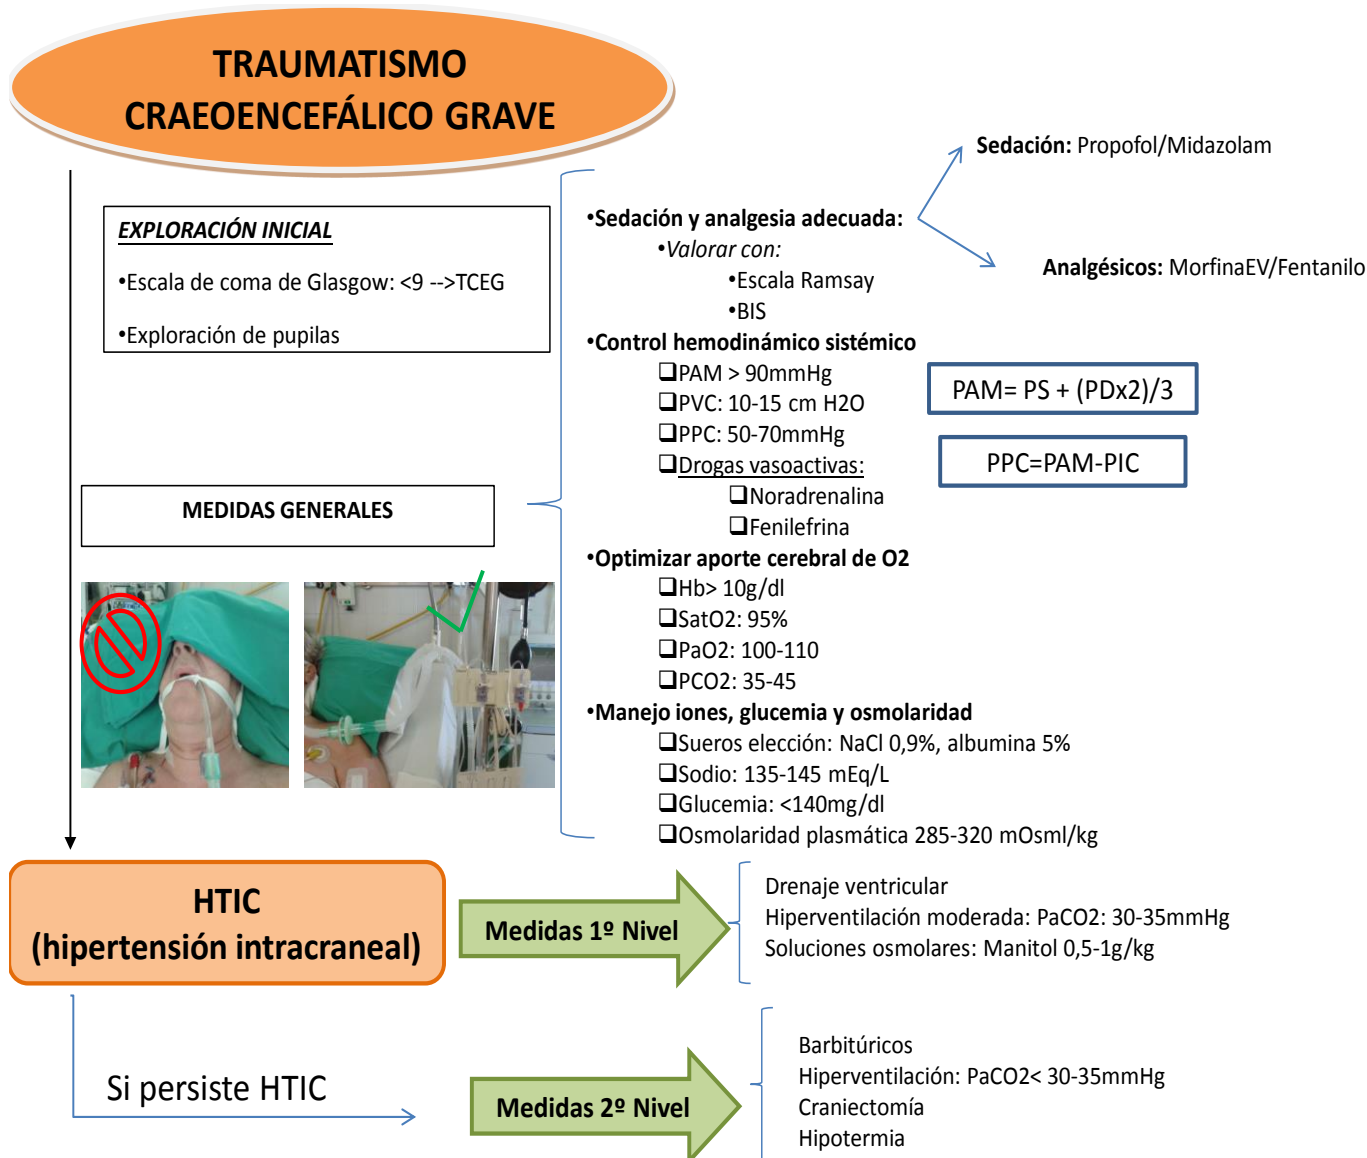 TRAUMATISMO
CRAEOENCEFÁLICO GRAVE
EXPLORACIÓN INICIAL
•Escala de coma de Glasgow: <9 -->TCEG
•Exploración de pupilas
MEDIDAS GENERALES
•Sedación y analgesia adecuada:
•Valorar con:
•Escala Ramsay
•BIS
Sedación: Propofol/Midazolam
Analgésicos: MorfinaEV/Fentanilo
•Control hemodinámico sistémico
❑PAM > 90mmHg
❑PVC: 10-15 cm H2O
❑PPC: 50-70mmHg
❑Drogas vasoactivas:
❑Noradrenalina
❑Fenilefrina
PAM= PS + (PDx2)/3
PPC=PAM-PIC
•Optimizar aporte cerebral de O2
❑Hb> 10g/dl
❑SatO2: 95%
❑PaO2: 100-110
❑PCO2: 35-45
•Manejo iones, glucemia y osmolaridad
❑Sueros elección: NaCl 0,9%, albumina 5%
❑Sodio: 135-145 mEq/L
❑Glucemia: <140mg/dl
❑Osmolaridad plasmática 285-320 mOsml/kg
HTIC
(hipertensión intracraneal)
Medidas 1º Nivel
Drenaje ventricular
Hiperventilación moderada: PaCO2: 30-35mmHg
Soluciones osmolares: Manitol 0,5-1g/kg
Si persiste HTIC
Medidas 2º Nivel
Barbitúricos
Hiperventilación: PaCO2< 30-35mmHg
Craniectomía
Hipotermia